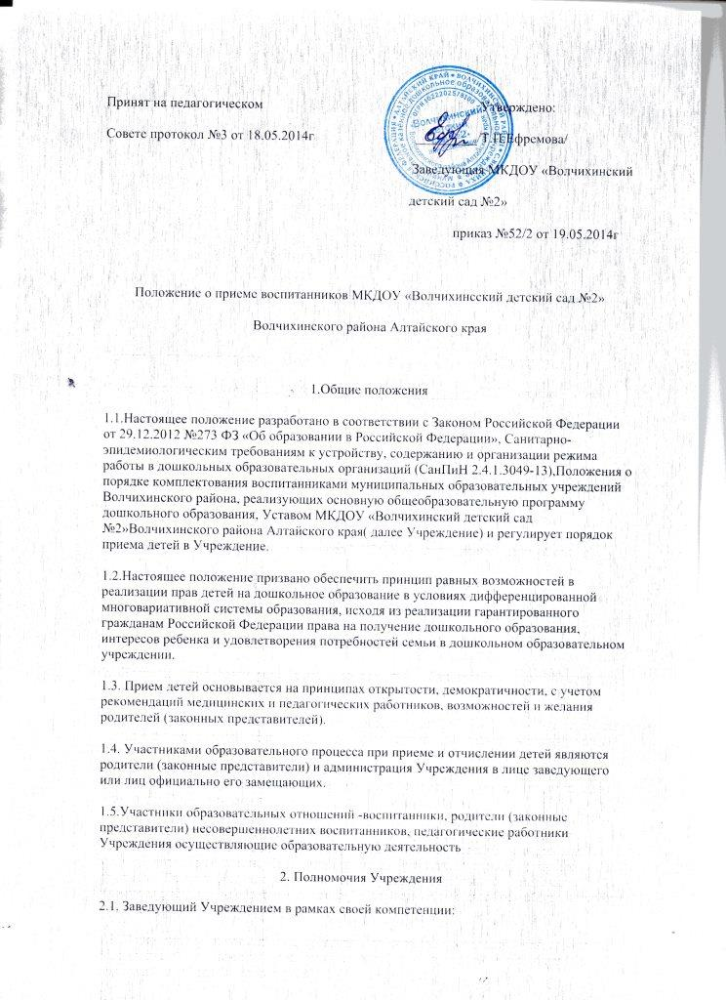 Принят на педагогическом
Утверждено:
Совете протокол №3 от 18.05.2014г
/Т.П.Ефремова/
Заведующая МКДОУ «Волчихинский
детский сад №2»
приказ №52/2 от 19.05.2014г
Положение о приеме воспитанников МКДОУ «Волчихинсский детский сад №2»
Волчихинского района Алтайского края
1.Общие положения
1.1.Настоящее положение разработано в соответствии с Законом Российской Федерации
от 29.12.2012 №273 ФЗ «Об образовании в Российской Федерации», Санитарно-
эпидемиологическим требованиям к устройству, содержанию и организации режима
работы в дошкольных образовательных организаций (СанПиН 2.4.1.3049-13),Положения о
порядке комплектования воспитанниками муниципальных образовательных учреждений
Волчихинского района, реализующих основную общеобразовательную программу
дошкольного образования, Уставом МКДОУ «Волчихинский детский сад
№2»Волчихинского района Алтайского края( далее Учреждение) и регулирует порядок
приема детей в Учреждение.
1.2.Настоящее положение призвано обеспечить принцип равных возможностей в
реализации прав детей на дошкольное образование в условиях дифференцированной
многовариативной системы образования, исходя из реализации гарантированного
гражданам Российской Федерации права на получение дошкольного образования,
интересов ребенка и удовлетворения потребностей семьи в дошкольном образовательном
учреждении.
1.3. Прием детей основывается на принципах открытости, демократичности, с учетом
рекомендаций медицинских и педагогических работников, возможностей и желания
родителей (законных представителей).
1.4. Участниками образовательного процесса при приеме и отчислении детей являются
родители (законные представители) и администрация Учреждения в лице заведующего
или лиц официально его замещающих.
1.5.Участники образовательных отношений -воспитанники, родители (законные
представители) несовершеннолетних воспитанников, педагогические работники
Учреждения осуществляющие образовательную деятельность
2. Полномочия Учреждения
2.1. Заведующий Учреждением в рамках своей компетенции: